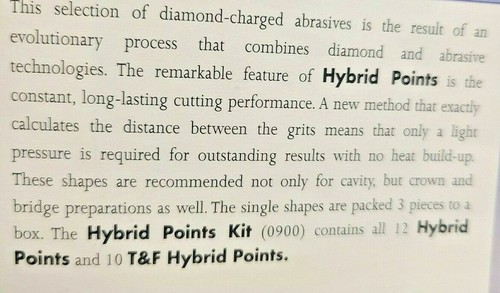 This selection of diamond-charged abrasives is the result of an
evolutionary process that combines diamond and abrasive
technologies. The remarkable feature of Hybrid Points is the
constant, long-lasting cutting performance. A new method that exactly
calculates the distance between the grits means that only a light
pressure is required for outstanding results with no heat build-up.
These shapes are recommended not only for cavity, but crown and
bridge preparations as well. The single shapes are packed 3 pieces to a
box. The Hybrid Points Kit (0900) contains all 12 Hybrid
Points and 10 T&F Hybrid Points.